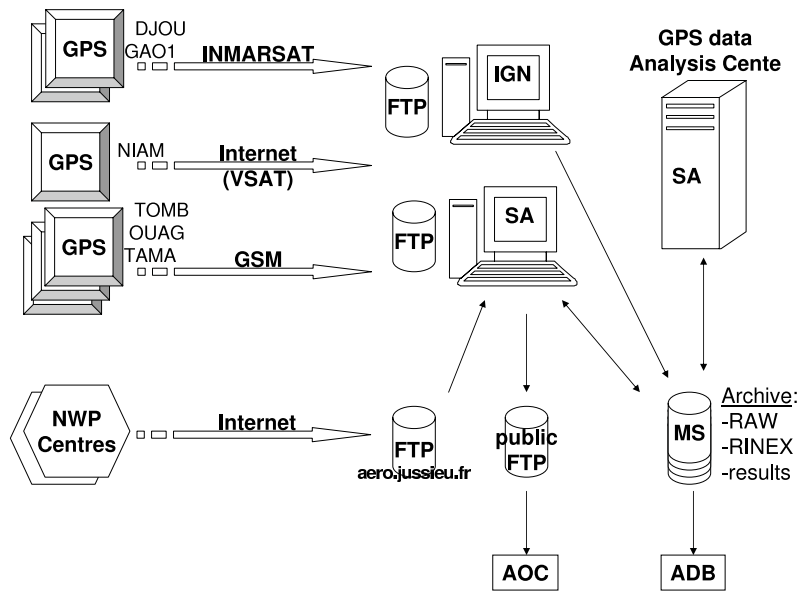 DJOU
GPS
GAO1
INMARSAT
FTP
IGN
GPS data
Analysis Cente
GPS
NIAM
Internet
(VSAT)
SA
TOMB
OUAG
TAMA
GPS
GSM
FTP
SA
NWP
Centres
Internet
FTP
aero.jussieu.fr
public
FTP
MS
Archive:
-RAW
-RINEX
-results
AOC
ADB